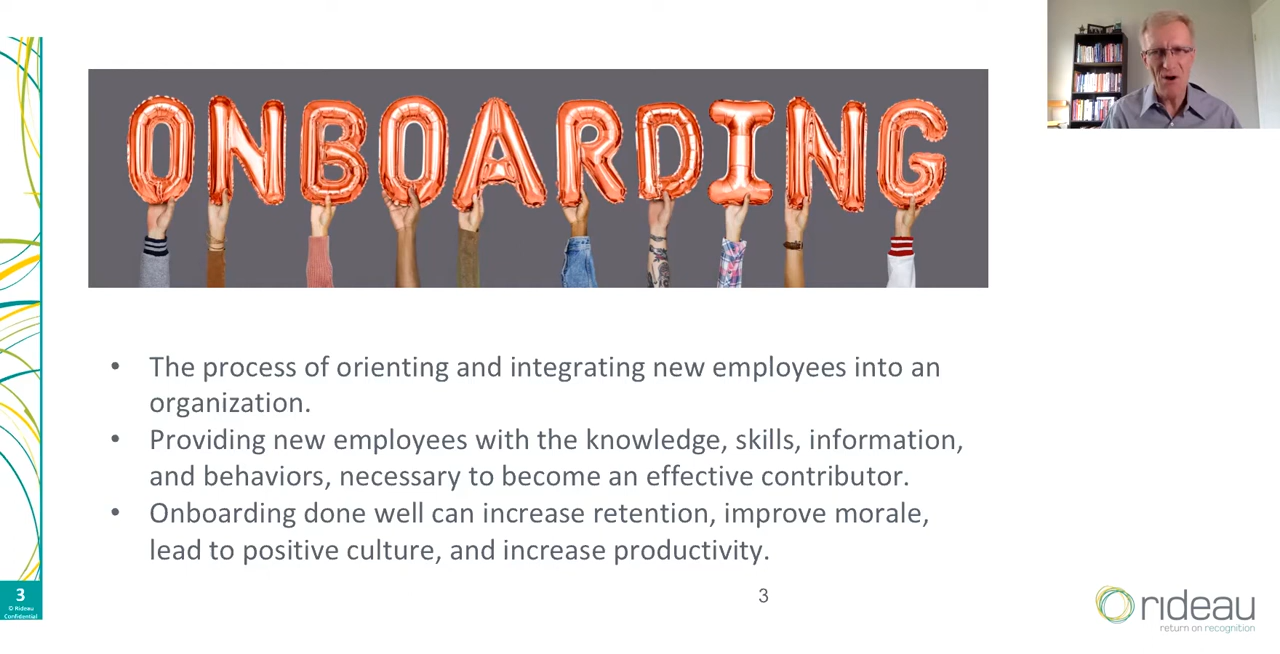 ONBOARDING
• The process of orienting and integrating new employees into an
organization.
• Providing new employees with the knowledge, skills, information,
and behaviors, necessary to become an effective contributor.
• Onboarding done well can increase retention, improve morale,
lead to positive culture, and increase productivity.
3
© Rideau
Confidential
3
rideau
return on recognition